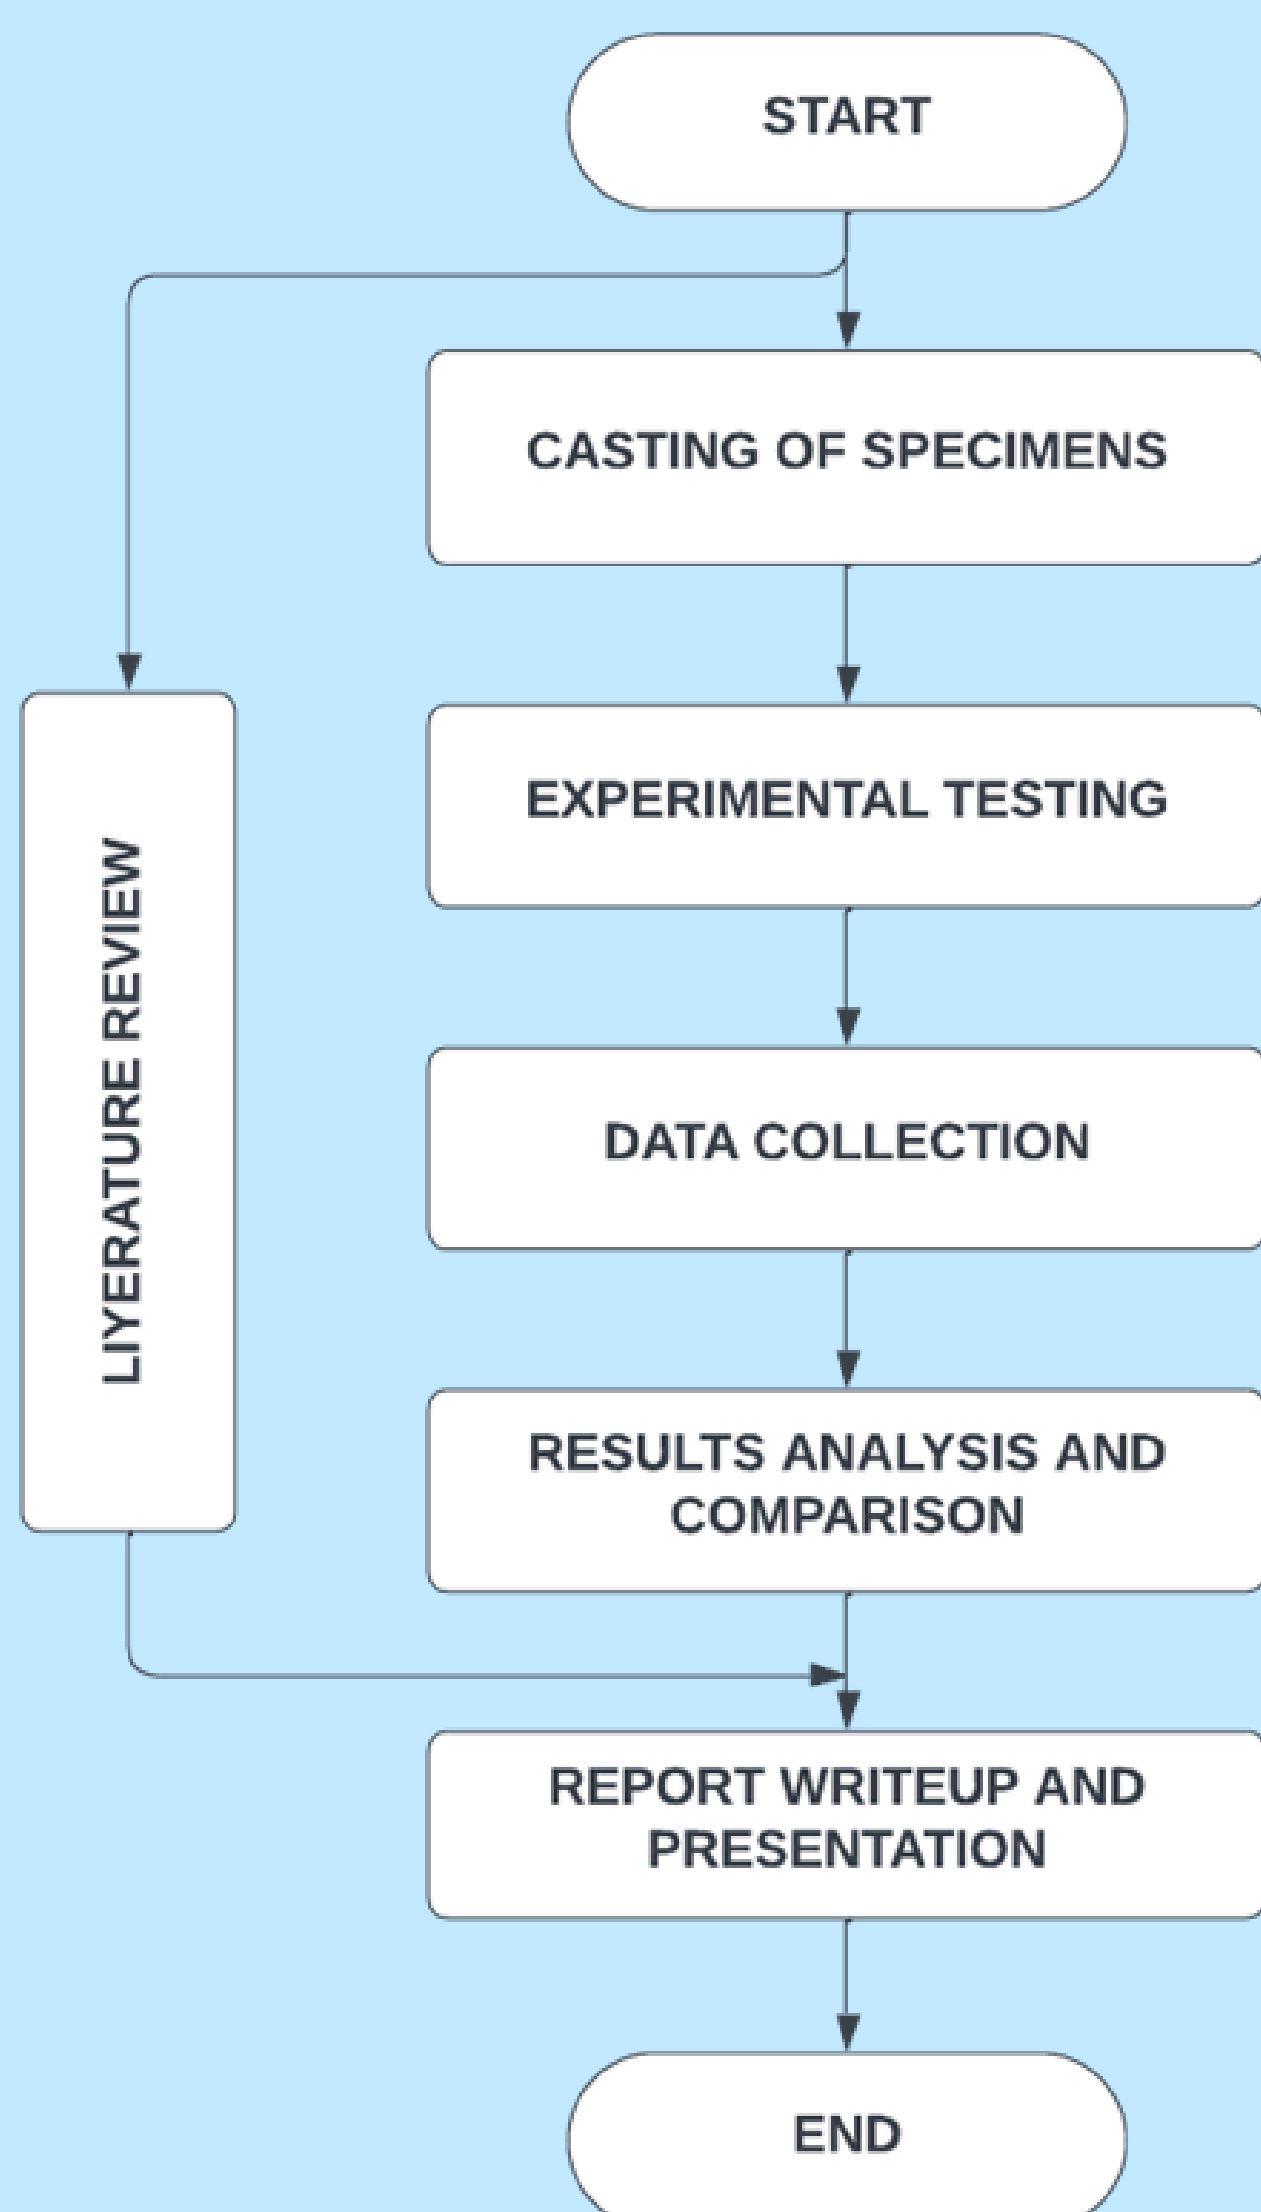 START
CASTING OF SPECIMENS
EXPERIMENTAL TESTING
LIYERATURE REVIEW
DATA COLLECTION
RESULTS ANALYSIS AND
COMPARISON
REPORT WRITEUP AND
PRESENTATION
END